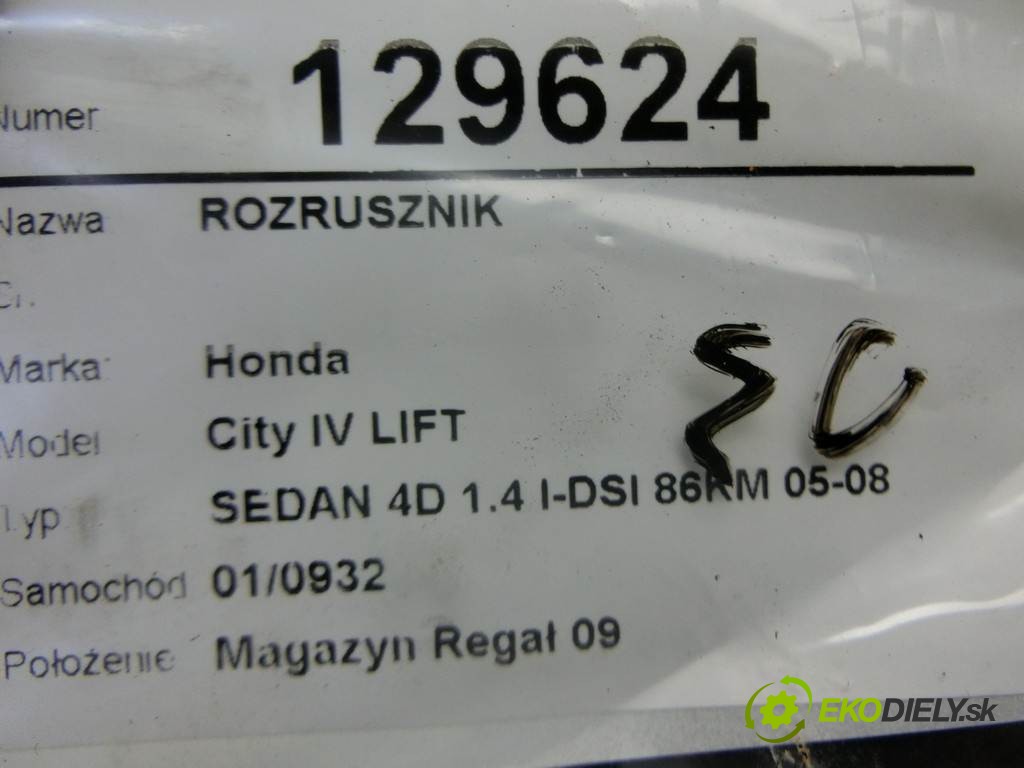 Numer 129624
Nazwa ROZRUSZNIK
Marka Honda
Model City IV LIFT
Typ SEDAN 4D 1.4 I-DSI 86KM 05-08
Samochód 01/0932
Położenie Magazyn Regał 09
EKODIELY.sk